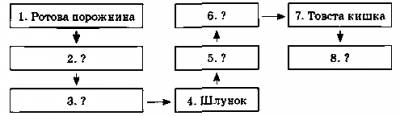 1. Ротова порожнина
2. ?
3. ?
4. Шлунок
5. ?
6. ?
7. Товста кишка
8. ?